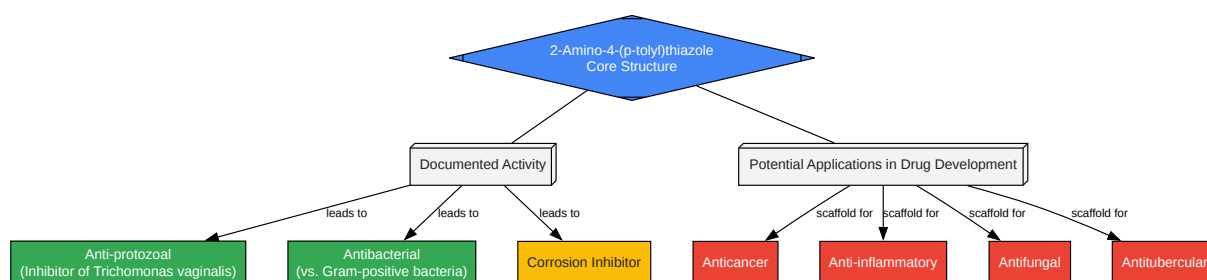 2-Amino-4-(p-tolyl)thiazole
Core Structure
Documented Activity
Potential Applications in Drug Development
leads to
leads to
leads to
scaffold for
scaffold for
scaffold for
scaffold for
Anti-protozoal
(Inhibitor of Trichomonas vaginalis)
Antibacterial
(vs. Gram-positive bacteria)
Corrosion Inhibitor
Anticancer
Anti-inflammatory
Antifungal
Antitubercular